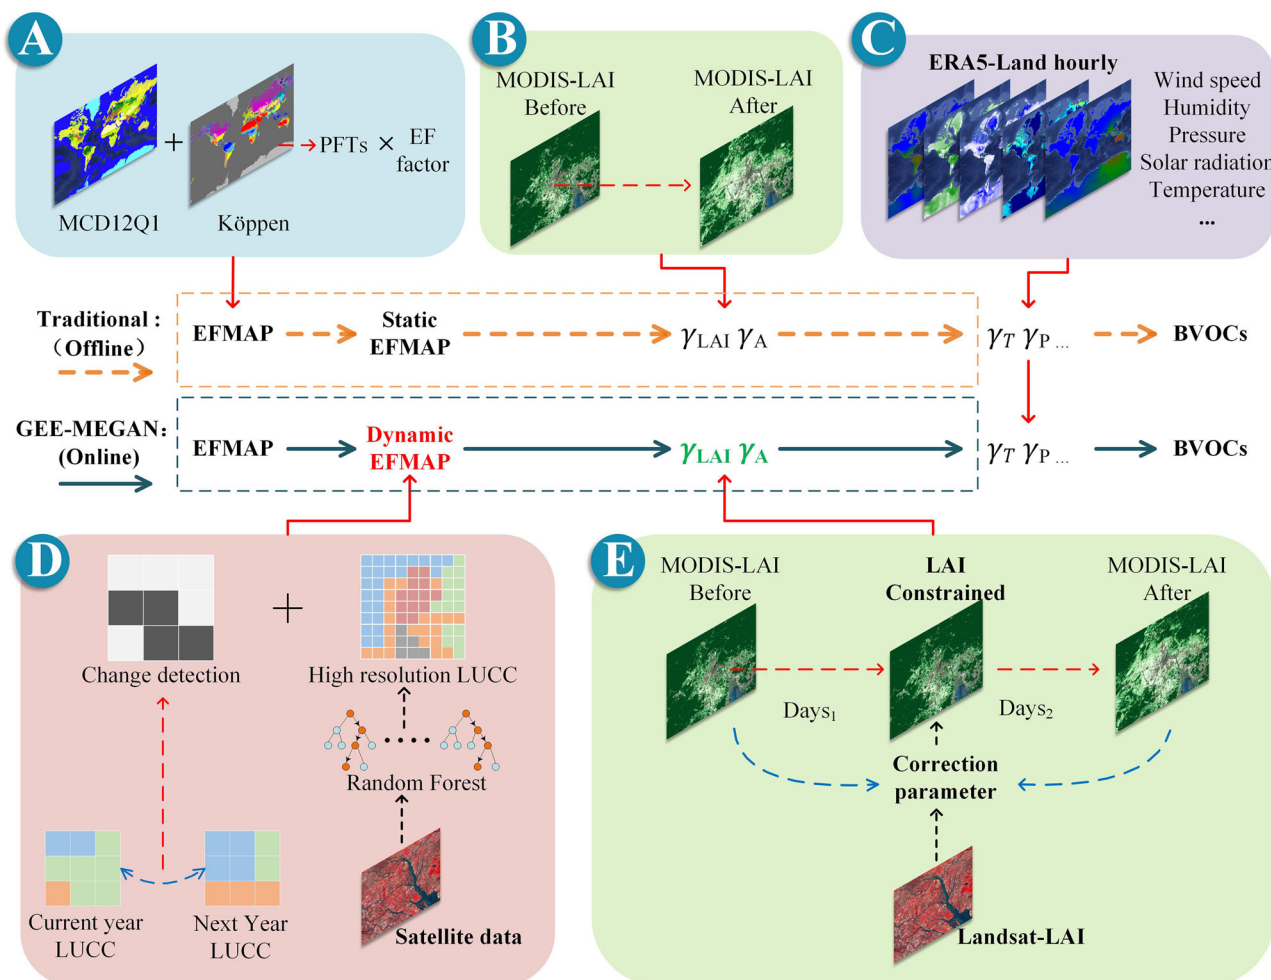 A
MCD12Q1
+
Köppen
PFTs × EF
factor
B
MODIS-LAI
Before
MODIS-LAI
After
C
ERA5-Land hourly
Wind speed
Humidity
Pressure
Solar radiation
Temperature
...
Traditional :
（Offline）
EFMAP
Static
EFMAP
γLAI γA
γT γP ...
BVOCs
GEE-MEGAN:
(Online)
EFMAP
Dynamic
EFMAP
γLAI γA
γT γP ...
BVOCs
D
Change detection
+
High resolution LUCC
Random Forest
Current year
LUCC
Next Year
LUCC
Satellite data
E
MODIS-LAI
Before
LAI
Constrained
MODIS-LAI
After
Days1
Days2
Correction
parameter
Landsat-LAI